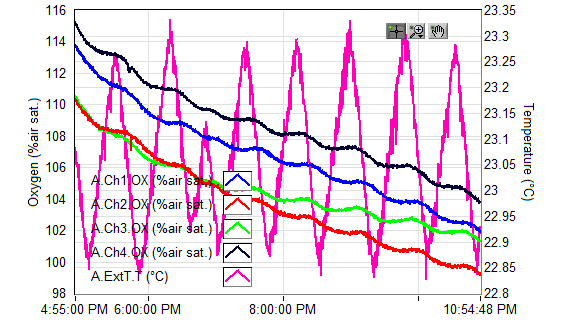 116
23.35
114
23.3
23.25
112
23.2
110
23.15
108
23.1
106
23.05
104
23
102
22.95
22.9
100
22.85
98
22.8
Oxygen (%air sat.)
Temperature (°C)
A.Ch1.OX (%air sat.)
A.Ch2.OX (%air sat.)
A.Ch3.OX (%air sat.)
A.Ch4.OX (%air sat.)
A.ExtT.T (°C)
4:55:00 PM 6:00:00 PM 8:00:00 PM 10:54:48 PM